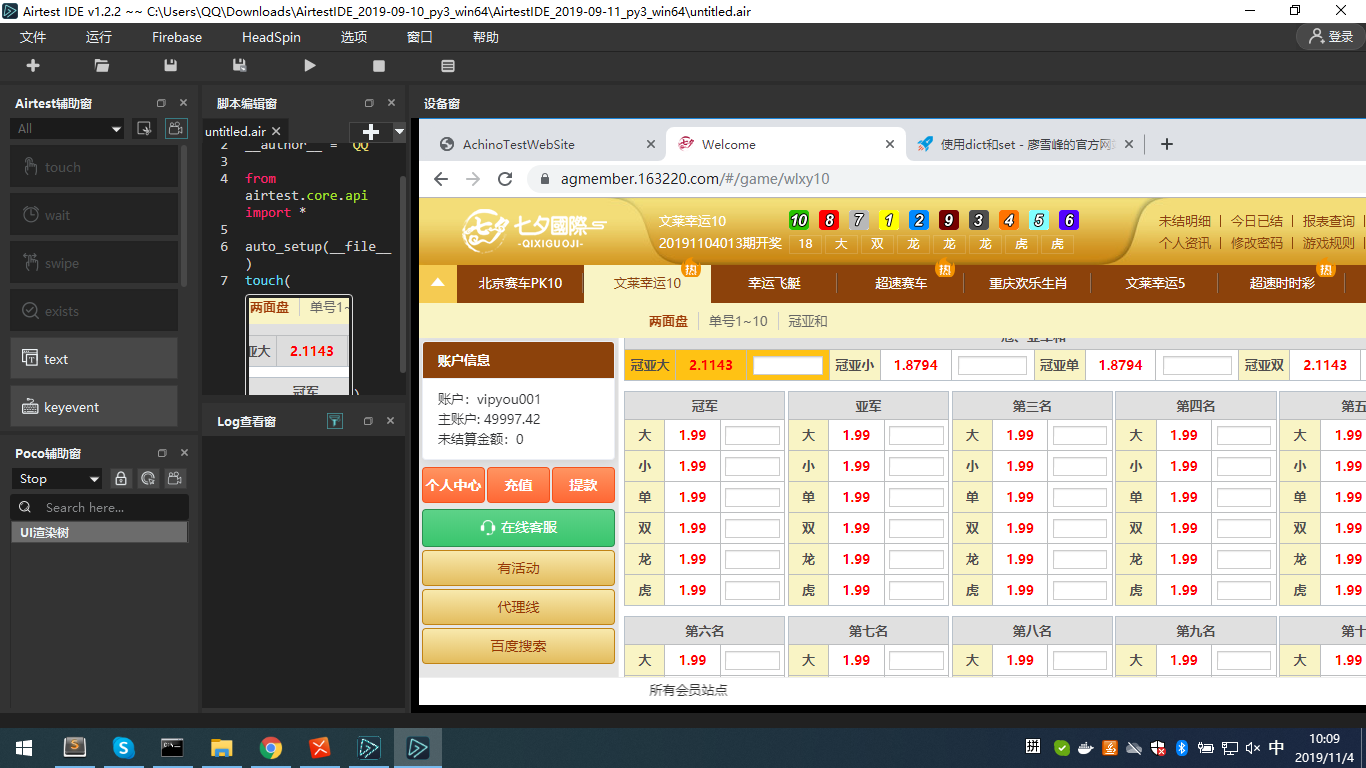 Airtest IDE v1.2.2 ~~ C:\Users\QQ\Downloads\AirtestIDE_2019-09-10_py3_win64\AirtestIDE_2019-09-11_py3_win64\untitled.air
文件 运行 Firebase HeadSpin 选项 窗口 帮助 登录
Airtest辅助窗
All
touch
wait
swipe
exists
text
keyevent
Poco辅助窗
Stop
Search here...
UI渲染树
脚本编辑窗
untitled.air
2 __author__ = "QQ"
3
4 from
airtest.core.api
import *
5
6 auto_setup(__file__
)
7 touch(
两面盘 单号1~
亚大 2.1143
冠军
)
Log查看窗
设备窗
AchinoTestWebSite Welcome 使用dict和set - 廖雪峰的官方网
agmember.163220.com/#/game/wlxy10
七夕國際
-QIXIGUOJI-
文莱幸运10 10 8 7 1 2 9 3 4 5 6
20191104013期开奖 18 大 双 龙 龙 龙 虎 虎
未结明细 | 今日已结 | 报表查询 |
个人资讯 | 修改密码 | 游戏规则 |
热 热 热
北京赛车PK10 文莱幸运10 幸运飞艇 超速赛车 重庆欢乐生肖 文莱幸运5 超速时时彩
两面盘 单号1~10 冠亚和
账户信息
账户：vipyou001
主账户: 49997.42
未结算金额：0
个人中心 充值 提款
在线客服
有活动
代理线
百度搜索
冠、亚军和
冠亚大 2.1143 冠亚小 1.8794 冠亚单 1.8794 冠亚双 2.1143
冠军 亚军 第三名 第四名 第五
大 1.99 大 1.99 大 1.99 大 1.99 大 1.99
小 1.99 小 1.99 小 1.99 小 1.99 小 1.99
单 1.99 单 1.99 单 1.99 单 1.99 单 1.99
双 1.99 双 1.99 双 1.99 双 1.99 双 1.99
龙 1.99 龙 1.99 龙 1.99 龙 1.99 龙 1.99
虎 1.99 虎 1.99 虎 1.99 虎 1.99 虎 1.99
第六名 第七名 第八名 第九名 第十
大 1.99 大 1.99 大 1.99 大 1.99 大 1.99
所有会员站点
拼 中
10:09
2019/11/4